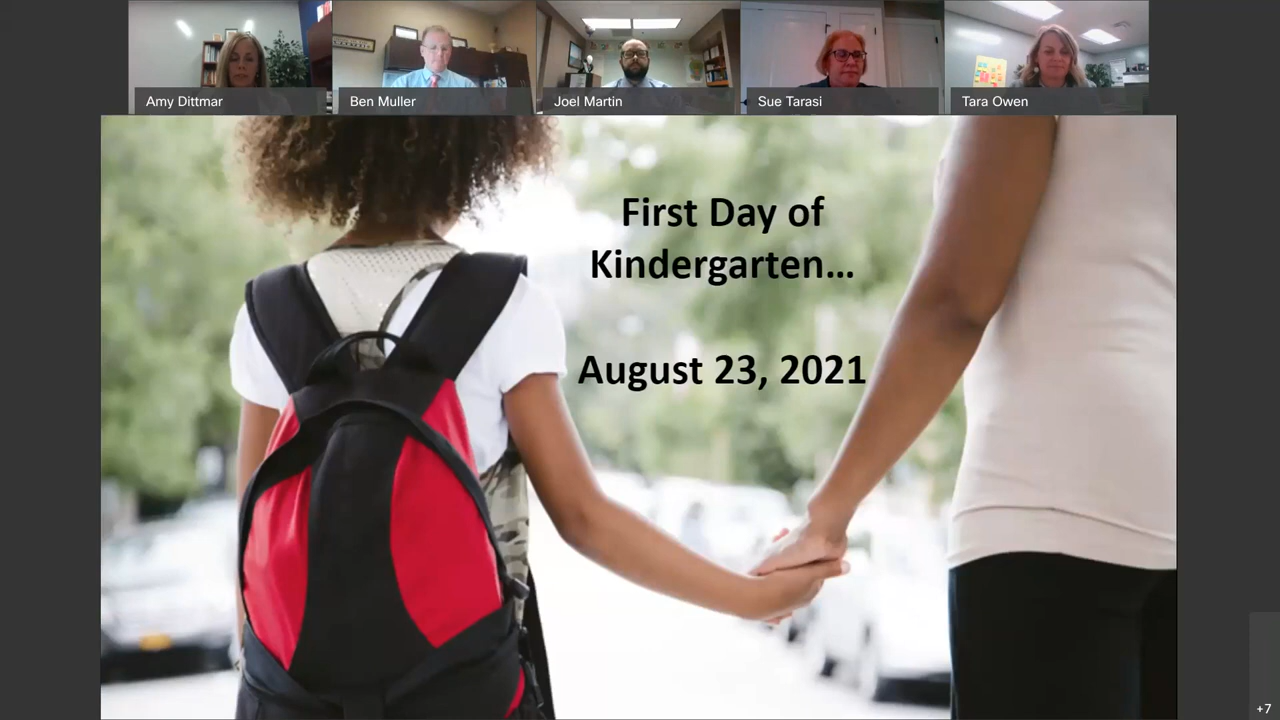 Amy Dittmar
Ben Muller
Joel Martin
Sue Tarasi
Tara Owen
First Day of
Kindergarten…
August 23, 2021
+7